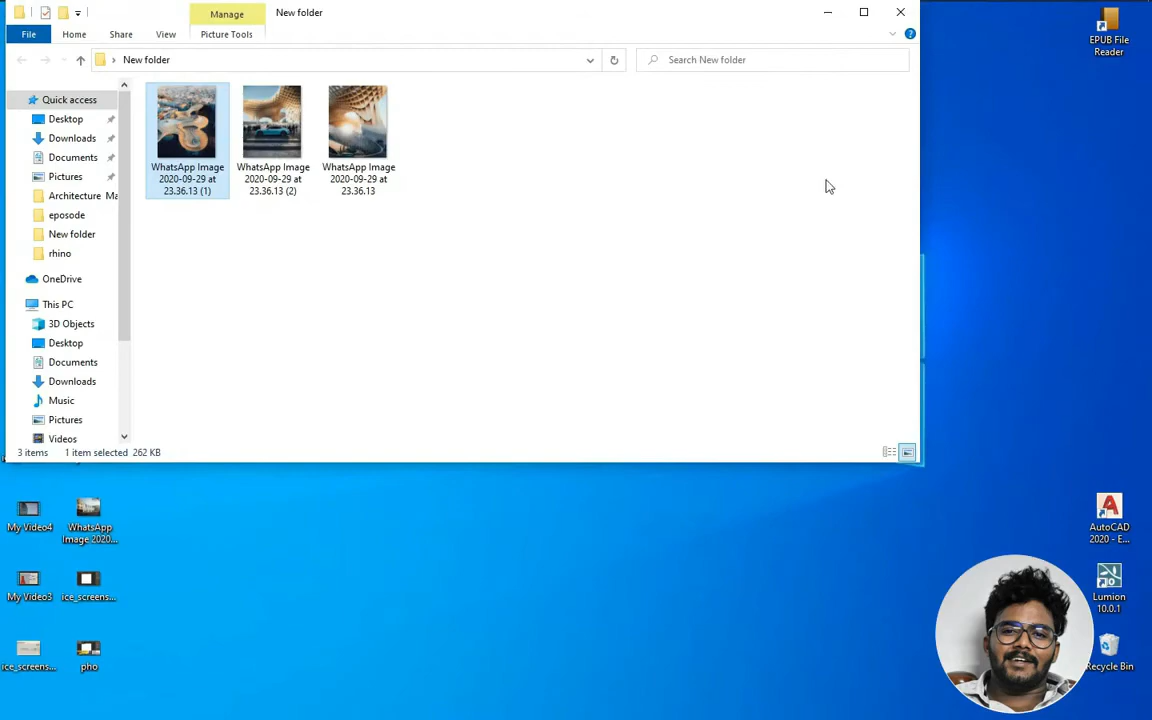 Manage
New folder
File
Home
Share
View
Picture Tools
New folder
Search New folder
EPUB File
Reader
Quick access
Desktop
Downloads
Documents
Pictures
Architecture Ma
eposode
New folder
rhino
OneDrive
This PC
3D Objects
Desktop
Documents
Downloads
Music
Pictures
Videos
WhatsApp Image
2020-09-29 at
23.36.13 (1)
WhatsApp Image
2020-09-29 at
23.36.13 (2)
WhatsApp Image
2020-09-29 at
23.36.13
3 items
1 item selected
262 KB
My Video4
WhatsApp
Image 2020...
My Video3
ice_screens...
ice_screens...
pho
AutoCAD
2020 - E...
Lumion
10.0.1
Recycle Bin